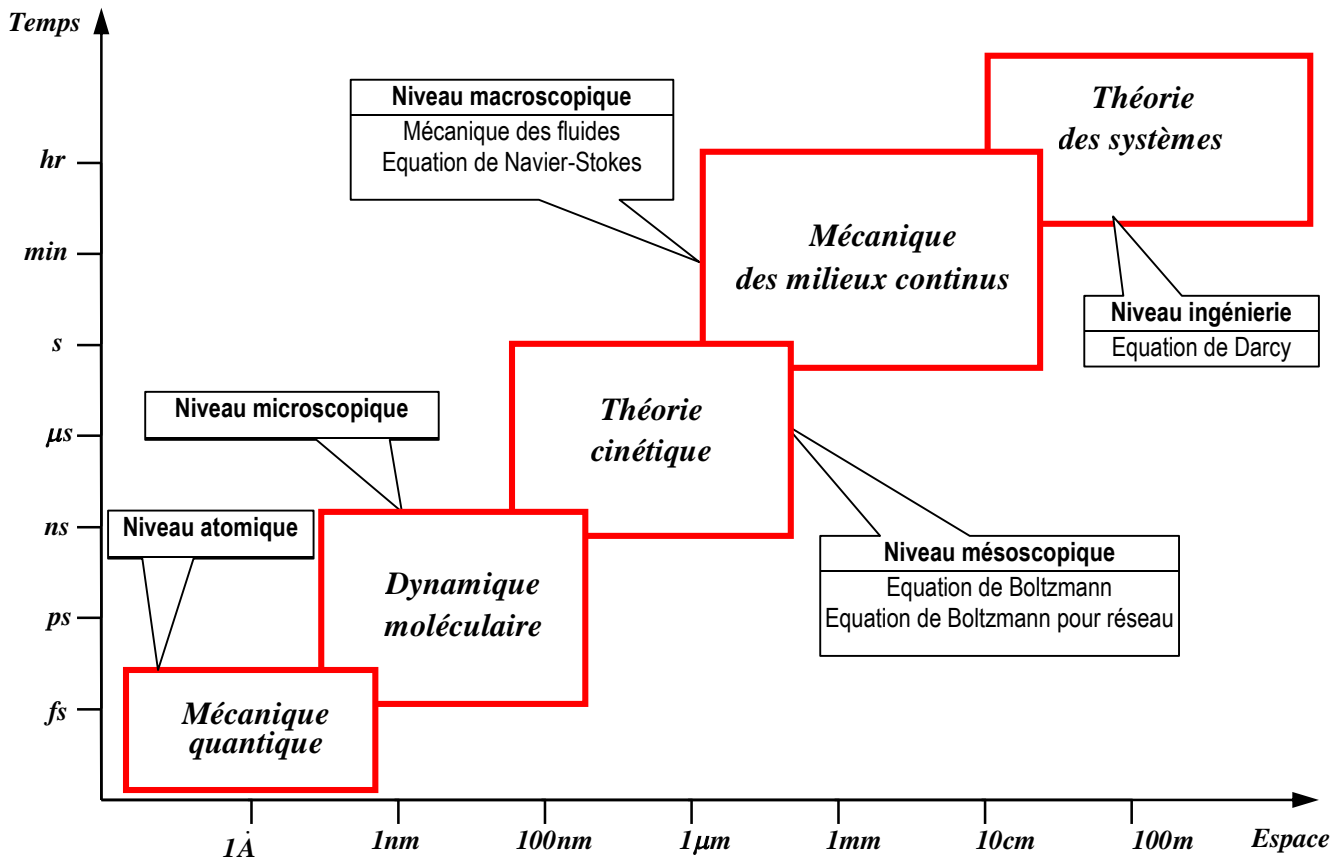 Temps
Niveau macroscopique
Mécanique des fluides
Equation de Navier-Stokes
Théorie
des systèmes
hr
Mécanique
des milieux continus
min
Niveau ingénierie
Equation de Darcy
s
Théorie
cinétique
Niveau microscopique
μs
Niveau atomique
ns
Niveau mésoscopique
Equation de Boltzmann
Equation de Boltzmann pour réseau
Dynamique
moléculaire
ps
fs
Mécanique
quantique
1Å 1nm 100nm 1μm 1mm 10cm 100m Espace